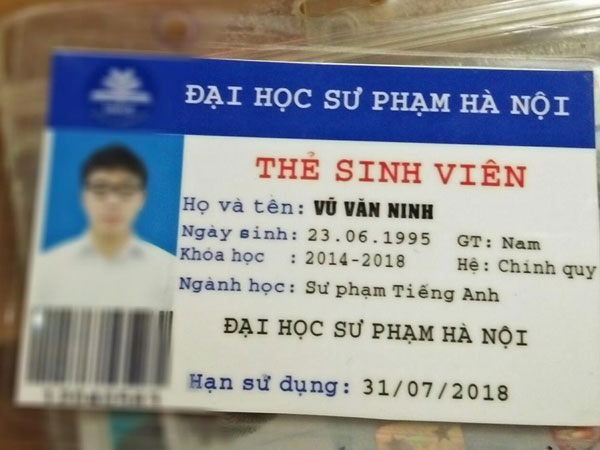 ĐẠI HỌC SƯ PHẠM HÀ NỘI
THẺ SINH VIÊN
Họ và tên: VŨ VĂN NINH
Ngày sinh: 23.06.1995 GT: Nam
Khóa học : 2014-2018 Hệ: Chính quy
Ngành học: Sư phạm Tiếng Anh
ĐẠI HỌC SƯ PHẠM HÀ NỘI
Hạn sử dụng: 31/07/2018